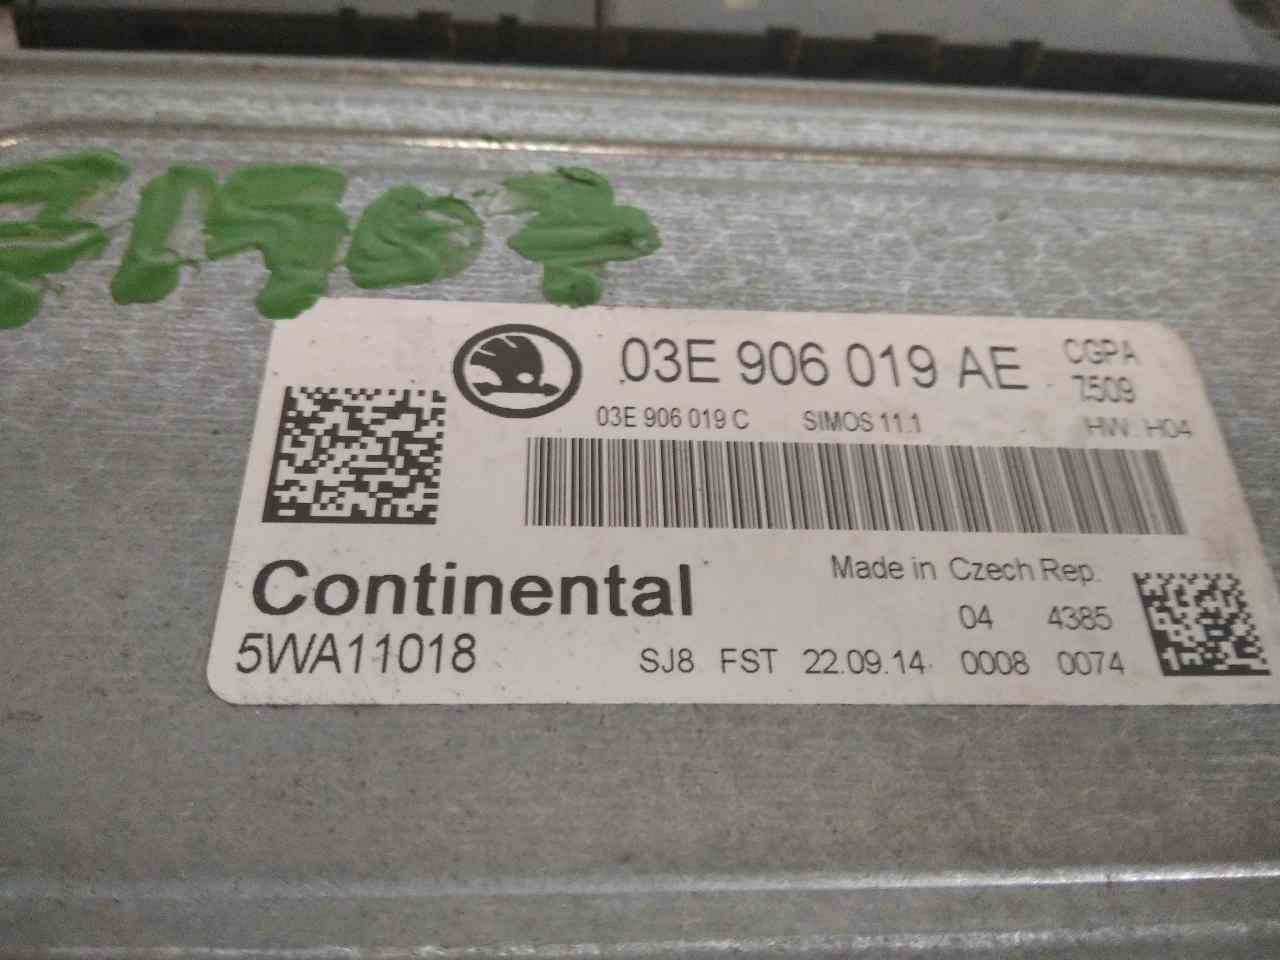 03E 906 019 AE
CGPA
7509
03E 906 019 C SIMOS 11.1 HW: H04
Continental
5WA11018
Made in Czech Rep.
04 4385
SJ8 FST 22.09.14 0008 0074